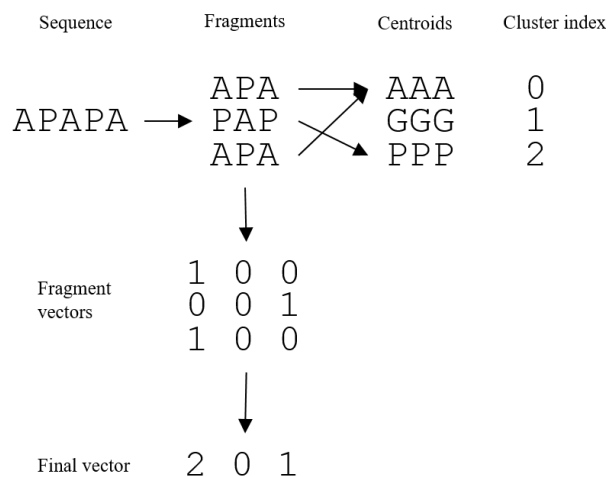 Sequence Fragments Centroids Cluster index
APA AAA 0
APAPA PAP GGG 1
APA PPP 2
1 0 0
Fragment
vectors
0 0 1
1 0 0
Final vector 2 0 1